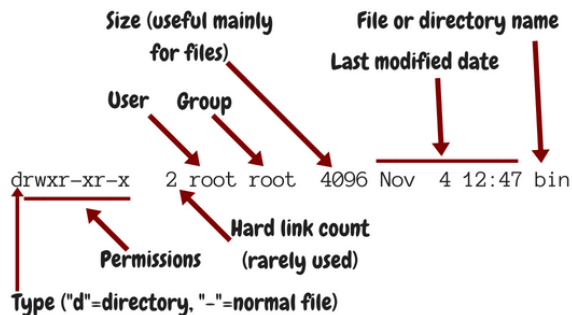 Size (useful mainly
for files)
File or directory name
Last modified date
User
Group
drwxr-xr-x 2 root root 4096 Nov 4 12:47 bin
Hard link count
(rarely used)
Permissions
Type ("d"=directory, "-"=normal file)